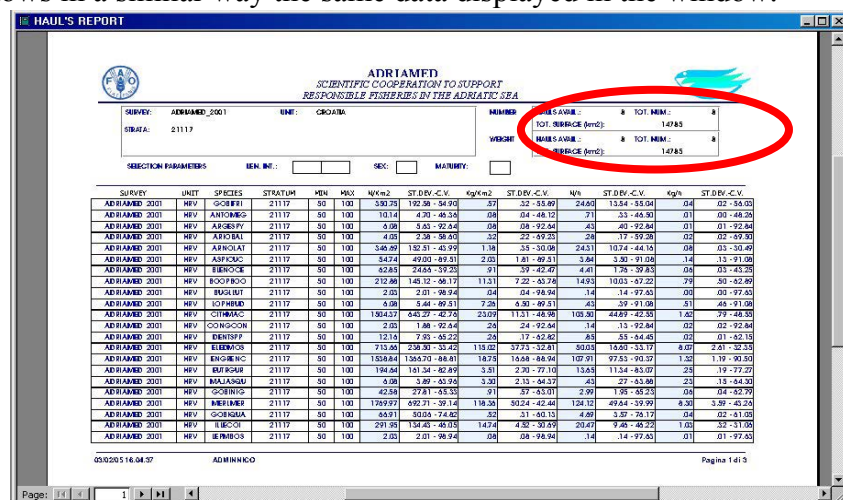 ows in a similar way the same data displayed in the window.
HAUL'S REPORT
ADRIAMED
SCIENTIFIC COOPERATION TO SUPPORT
RESPONSIBLE FISHERIES IN THE ADRIATIC SEA
SURVEY: ADRIAMED_2001 UNIT: CROATIA NUMBER HAULS AVAIL.: 8 TOT. NUM.: 8
TOT. SURFACE (km2): 14785
STRATA: 21117
WEIGHT HAULS AVAIL.: 8 TOT. NUM.: 8
SURFACE (km2): 14785
SELECTION PARAMETERS LEN. INT.: SEX: MATURITY:
SURVEY UNIT SPECIES STRATUM MIN MAX N/Km2 ST.DEV.-C.V. Kg/Km2 ST.DEV.-C.V. N/h ST.DEV.-C.V. Kg/h ST.DEV.-C.V.
ADRIAMED 2001 HRV GOBIFRI 21117 50 100 350.75 192.58 - 54.90 .57 .32 - 55.89 24.60 13.54 - 55.04 .04 .02 - 56.03
ADRIAMED 2001 HRV ANTOMEG 21117 50 100 10.14 4.70 - 46.36 .08 .04 - 48.12 .71 .33 - 46.50 .01 .00 - 48.26
ADRIAMED 2001 HRV ARGESPY 21117 50 100 6.08 5.63 - 92.64 .08 .08 - 92.64 .43 .40 - 92.84 .01 .01 - 92.84
ADRIAMED 2001 HRV ARIOBAL 21117 50 100 4.05 2.38 - 58.60 .32 .22 - 69.23 .28 .17 - 59.28 .02 .02 - 69.50
ADRIAMED 2001 HRV ARNOLAT 21117 50 100 346.69 152.51 - 43.99 1.18 .35 - 30.08 24.31 10.74 - 44.16 .08 .03 - 30.49
ADRIAMED 2001 HRV ASPICUC 21117 50 100 54.74 49.00 - 89.51 2.03 1.81 - 89.51 3.84 3.50 - 91.08 .14 .13 - 91.08
ADRIAMED 2001 HRV BLENOCE 21117 50 100 62.85 24.66 - 39.23 .91 .39 - 42.47 4.41 1.76 - 39.83 .06 .03 - 43.25
ADRIAMED 2001 HRV BOOPBOO 21117 50 100 212.88 145.12 - 68.17 11.31 7.22 - 63.78 14.93 10.03 - 67.22 .79 .50 - 62.89
ADRIAMED 2001 HRV BUGLLUT 21117 50 100 2.03 2.01 - 98.94 .04 .04 - 98.94 .14 .14 - 97.63 .00 .00 - 97.63
ADRIAMED 2001 HRV LOPHBUD 21117 50 100 6.08 5.44 - 89.51 7.26 6.50 - 89.51 .43 .39 - 91.08 .51 .46 - 91.08
ADRIAMED 2001 HRV CITHMAC 21117 50 100 1504.37 643.27 - 42.76 23.09 11.31 - 48.98 105.50 44.89 - 42.55 1.62 .79 - 48.55
ADRIAMED 2001 HRV CONGCON 21117 50 100 2.03 1.88 - 92.64 .26 .24 - 92.64 .14 .13 - 92.84 .02 .02 - 92.84
ADRIAMED 2001 HRV DENTSPP 21117 50 100 12.16 7.93 - 65.22 .26 .17 - 62.82 .85 .55 - 64.45 .02 .01 - 62.15
ADRIAMED 2001 HRV ELEDMOS 21117 50 100 713.66 238.50 - 33.42 115.02 37.73 - 32.81 50.05 16.60 - 33.17 8.07 2.61 - 32.35
ADRIAMED 2001 HRV ENGRENC 21117 50 100 1538.84 1366.70 - 88.81 18.75 16.68 - 88.94 107.91 97.53 - 90.37 1.32 1.19 - 90.50
ADRIAMED 2001 HRV EUTRGUR 21117 50 100 194.64 161.34 - 82.89 3.51 2.70 - 77.10 13.65 11.34 - 83.07 .25 .19 - 77.27
ADRIAMED 2001 HRV MAJASQU 21117 50 100 6.08 3.89 - 63.96 3.30 2.13 - 64.37 .43 .27 - 63.88 .23 .15 - 64.30
ADRIAMED 2001 HRV GOBINIG 21117 50 100 42.58 27.81 - 65.33 .91 .57 - 63.01 2.99 1.95 - 65.23 .06 .04 - 62.79
ADRIAMED 2001 HRV MERLMER 21117 50 100 1769.97 692.71 - 39.14 118.36 50.24 - 42.44 124.12 49.64 - 39.99 8.30 3.59 - 43.26
ADRIAMED 2001 HRV GOBIQUA 21117 50 100 66.91 50.06 - 74.82 .52 .31 - 60.13 4.69 3.57 - 76.17 .04 .02 - 61.05
ADRIAMED 2001 HRV ILLECOI 21117 50 100 291.95 134.43 - 46.05 14.74 4.52 - 30.69 20.47 9.46 - 46.22 1.03 .32 - 31.06
ADRIAMED 2001 HRV LEPMBOS 21117 50 100 2.03 2.01 - 98.94 .08 .08 - 98.94 .14 .14 - 97.63 .01 .01 - 97.63
03/02/05 16.04.37 ADMINNICO Pagina 1 di 3
Page: 1